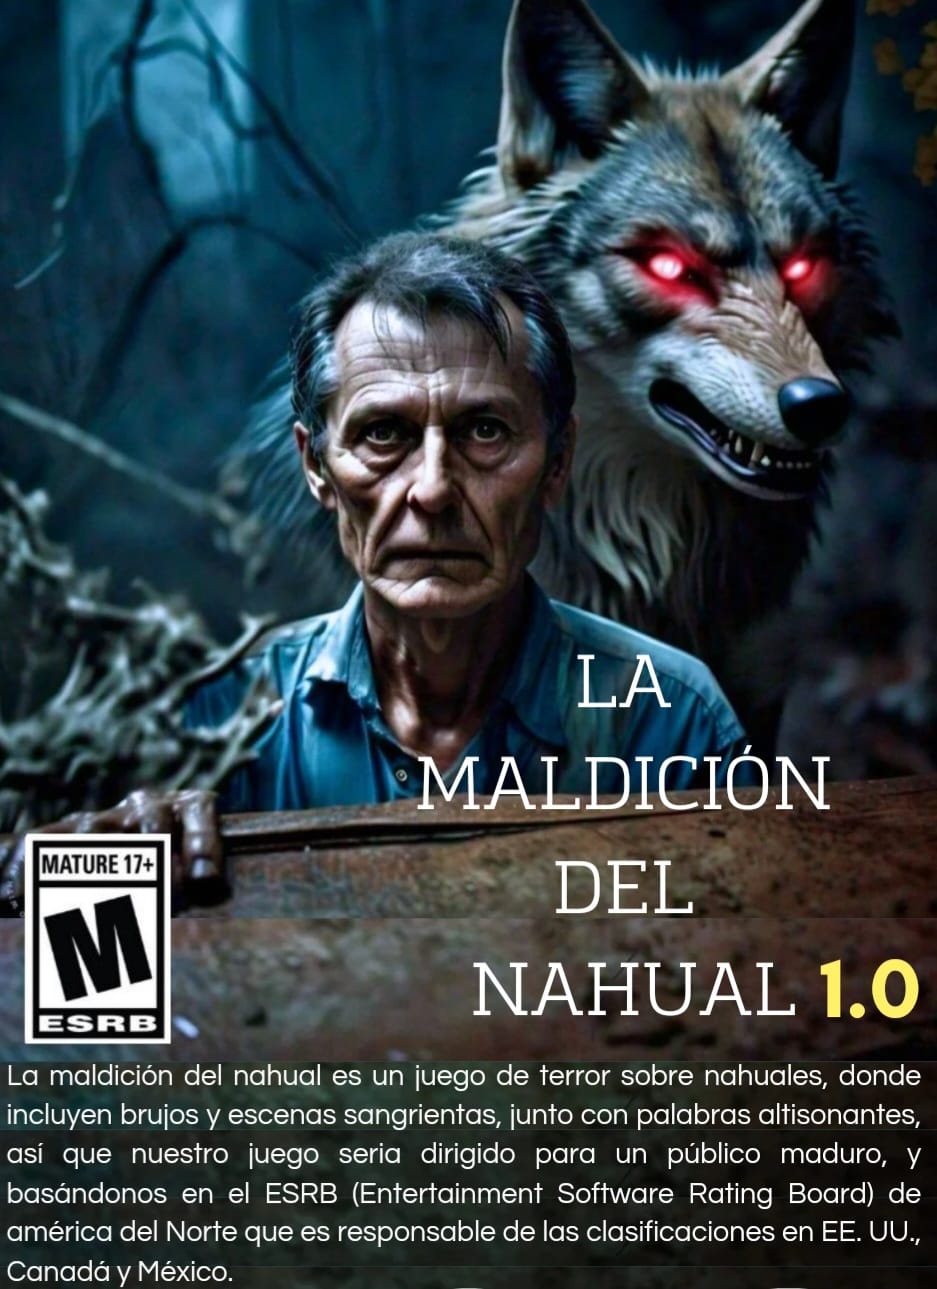 LA
MALDICIÓN
DEL
NAHUAL 1.0
MATURE 17+
M
ESRB
La maldición del nahual es un juego de terror sobre nahuales, donde
incluyen brujos y escenas sangrientas, junto con palabras altisonantes,
así que nuestro juego seria dirigido para un público maduro, y
basándonos en el ESRB (Entertainment Software Rating Board) de
américa del Norte que es responsable de las clasificaciones en EE. UU.,
Canadá y México.